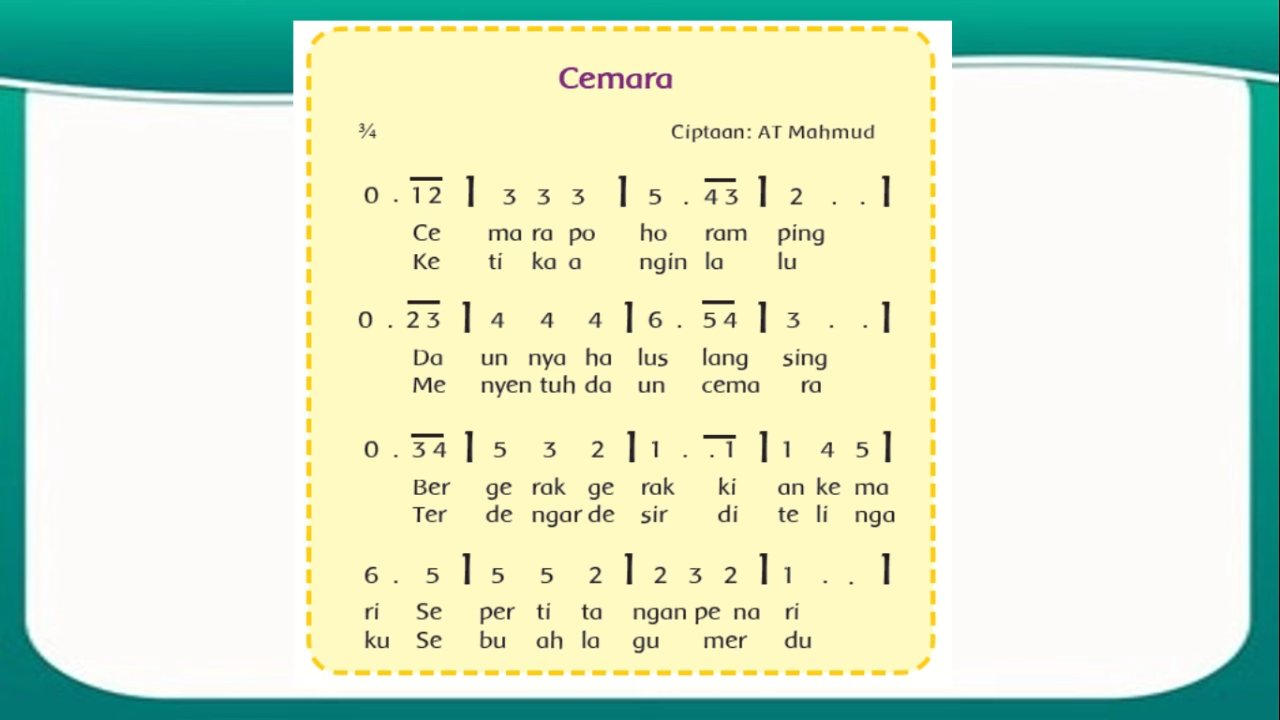 Cemara
¾ Ciptaan: AT Mahmud
0 . 1 2 | 3 3 3 | 5 . 4 3 | 2 . . |
Ce ma ra po ho ram ping
Ke ti ka a ngin la lu
0 . 2 3 | 4 4 4 | 6 . 5 4 | 3 . . |
Da un nya ha lus lang sing
Me nyen tuh da un cema ra
0 . 3 4 | 5 3 2 | 1 . . 1 | 1 4 5 |
Ber ge rak ge rak ki an ke ma
Ter de ngar de sir di te li nga
6 . 5 | 5 5 2 | 2 3 2 | 1 . . |
ri Se per ti ta ngan pe na ri
ku Se bu ah la gu mer du